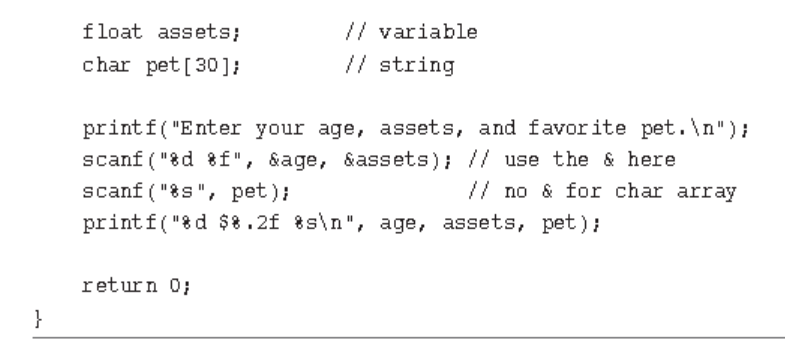 float assets;          // variable
char pet[30];          // string
printf("Enter your age, assets, and favorite pet.\n");
scanf("%d %f", &age, &assets); // use the & here
scanf("%s", pet);              // no & for char array
printf("%d $%.2f %s\n", age, assets, pet);
return 0;
}